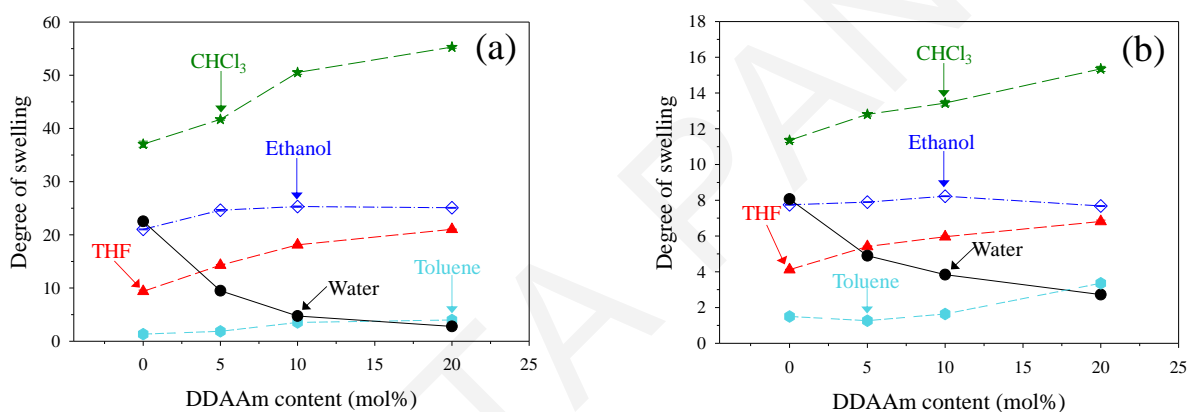 (a)
60
50
40
30
20
10
0
Degree of swelling
CHCl₃
Ethanol
THF
Toluene
Water
0 5 10 15 20 25
DDAAm content (mol%)
(b)
18
16
14
12
10
8
6
4
2
0
Degree of swelling
CHCl₃
Ethanol
THF
Water
Toluene
0 5 10 15 20 25
DDAAm content (mol%)
TA PAN